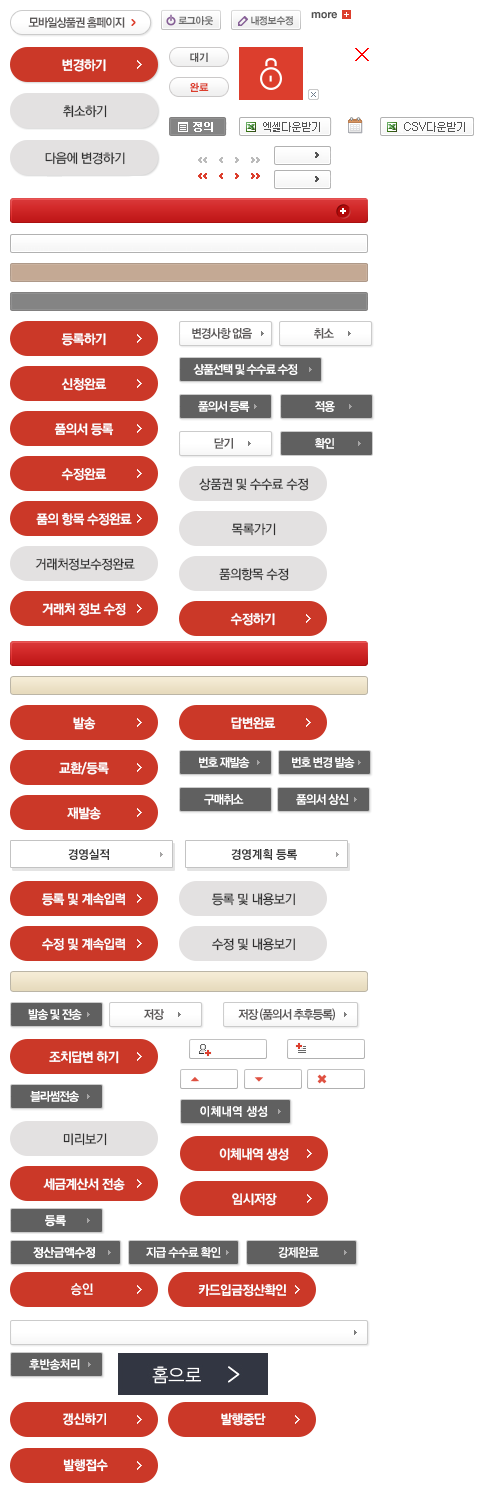 모바일상품권 홈페이지 로그아웃 내정보수정 more
변경하기 대기
완료
취소하기
정의 엑셀다운받기 CSV다운받기
다음에 변경하기
등록하기 변경사항 없음 취소
신청완료 상품선택 및 수수료 수정
품의서 등록 품의서 등록 적용
수정완료 닫기 확인
상품권 및 수수료 수정
품의 항목 수정완료 목록가기
거래처정보수정완료 품의항목 수정
거래처 정보 수정 수정하기
발송 답변완료
교환/등록 번호 재발송 번호 변경 발송
재발송 구매취소 품의서 상신
경영실적 경영계획 등록
등록 및 계속입력 등록 및 내용보기
수정 및 계속입력 수정 및 내용보기
발송 및 전송 저장 저장 (품의서 추후등록)
조치답변 하기
블라썸전송
이체내역 생성
미리보기 이체내역 생성
세금계산서 전송 임시저장
등록
정산금액수정 지급 수수료 확인 강제완료
승인 카드입금정산확인
후반송처리 홈으로
갱신하기 발행중단
발행접수